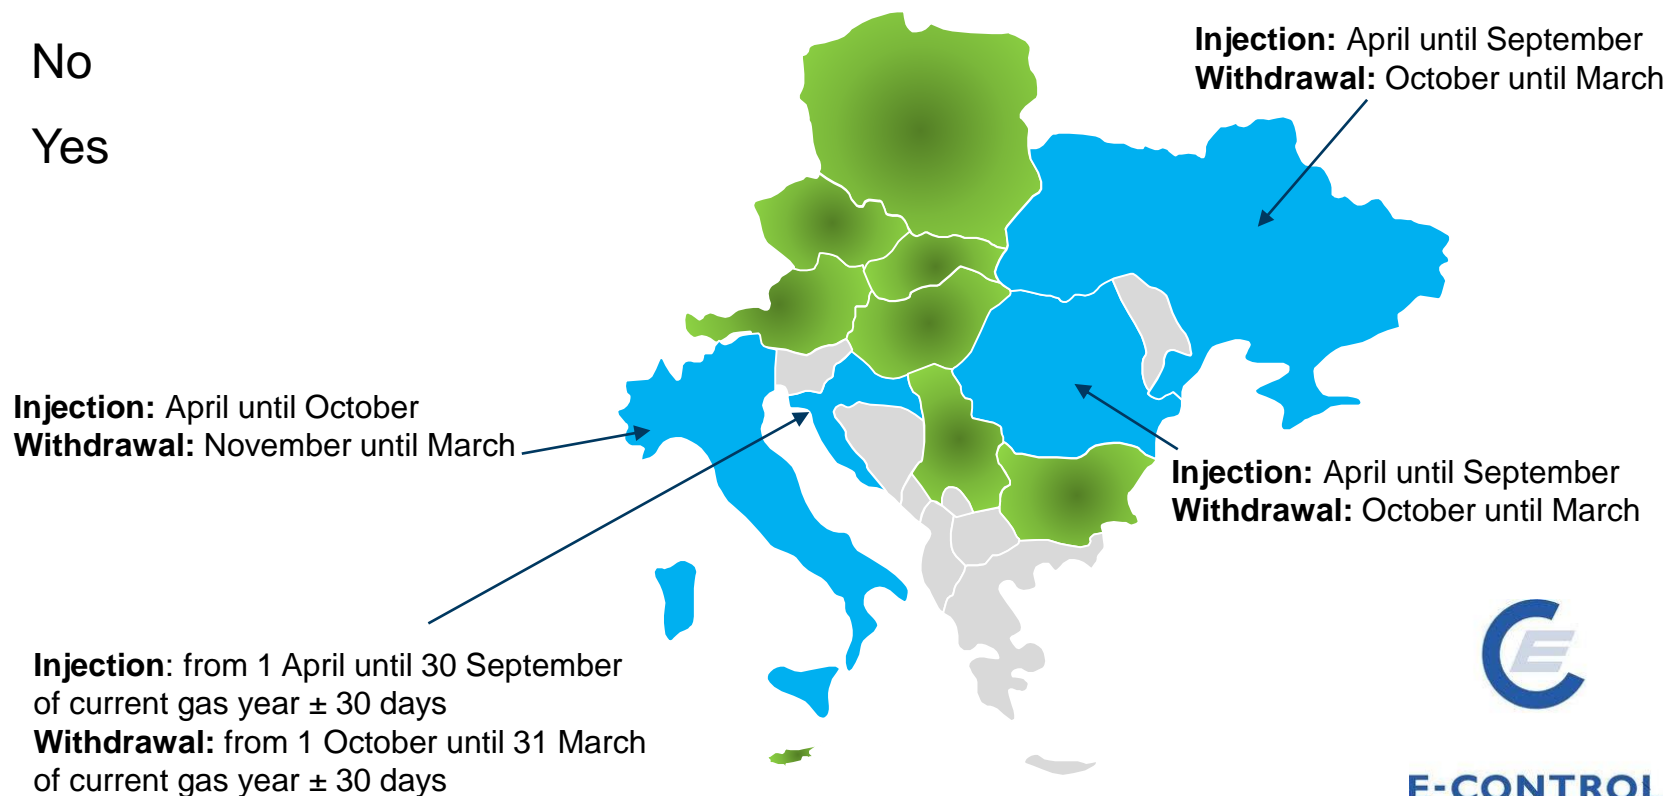 No
Yes
Injection: April until September
Withdrawal: October until March
Injection: April until October
Withdrawal: November until March
Injection: April until September
Withdrawal: October until March
Injection: from 1 April until 30 September
of current gas year ± 30 days
Withdrawal: from 1 October until 31 March
of current gas year ± 30 days
E-CONTROL